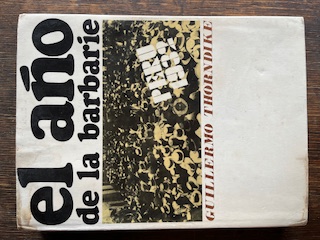 el año
de la barbarie
PERU
1932
GUILLERMO THORNDIKE